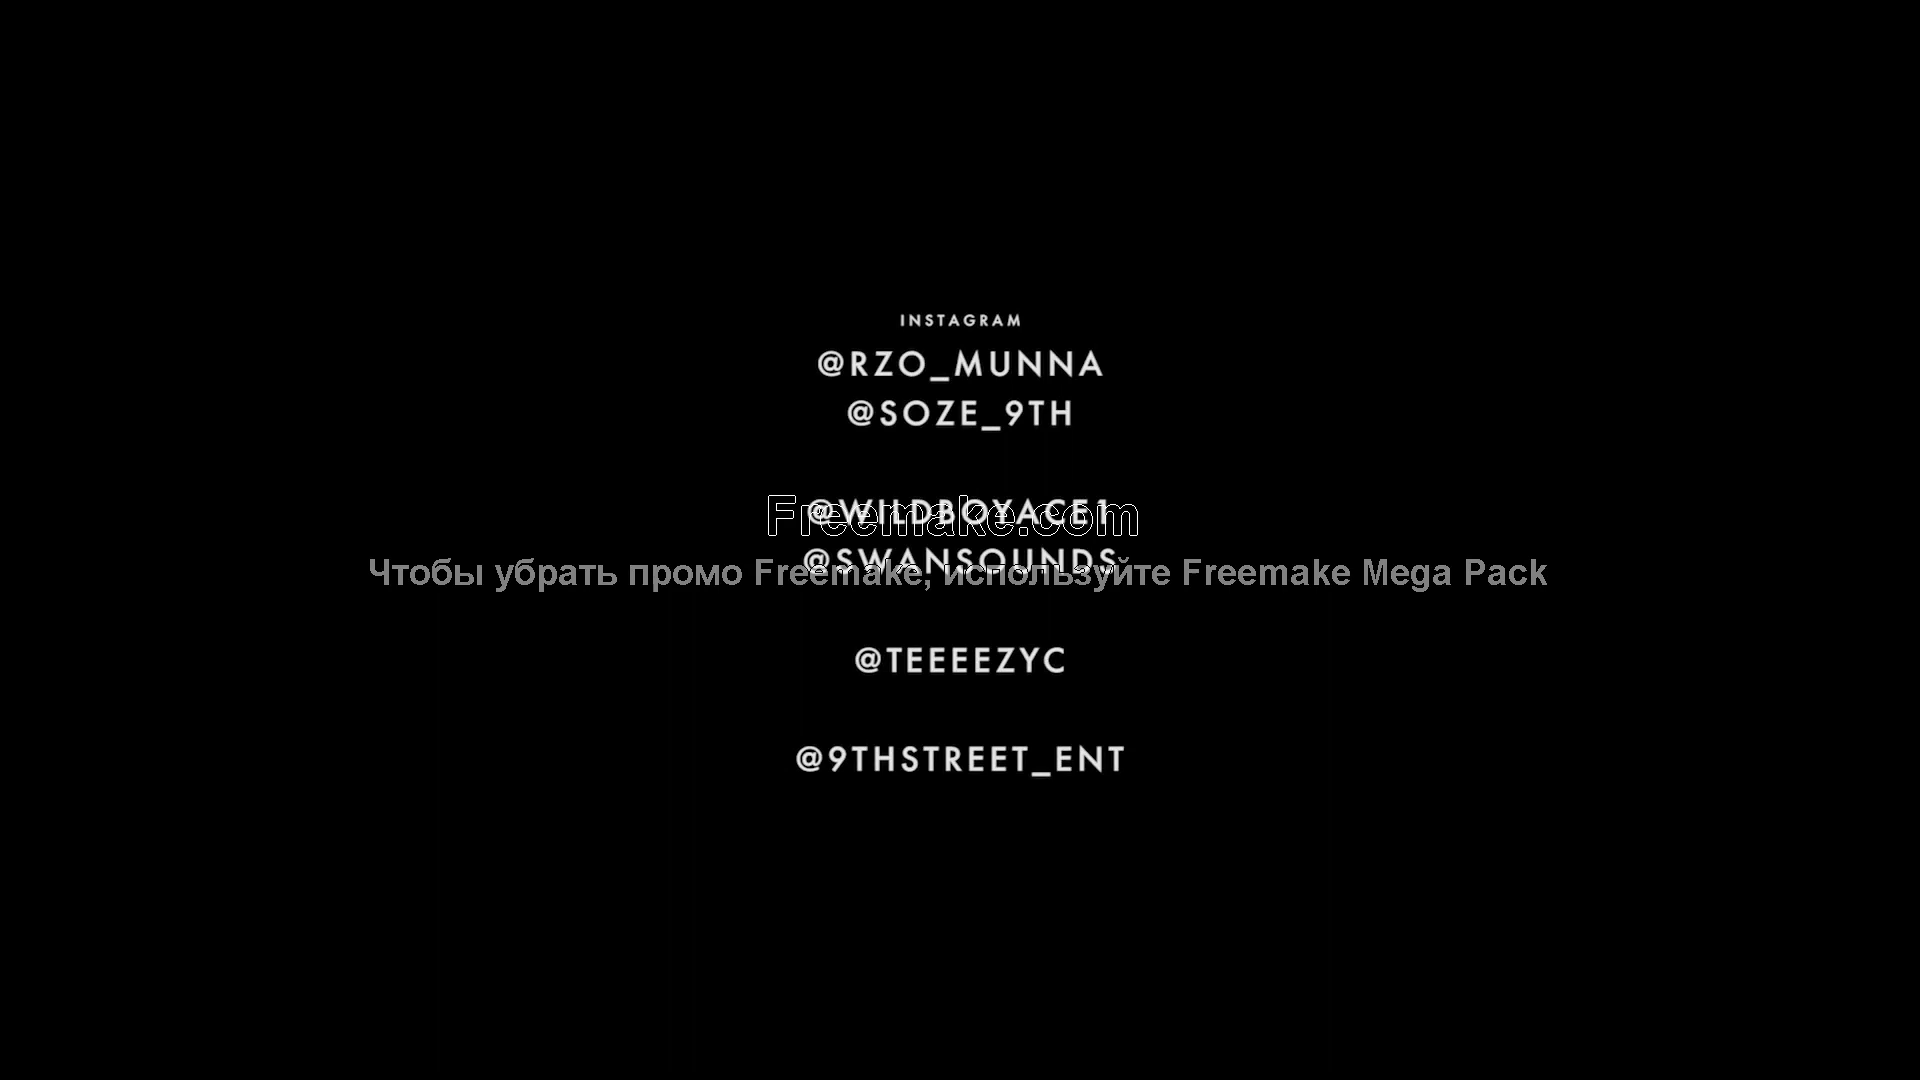 INSTAGRAM
@RZO_MUNNA
@SOZE_9TH
@WILDBOYACE1
Freemake.com
@SWANSOUNDS
Чтобы убрать промо Freemake, используйте Freemake Mega Pack
@TEEEEZYC
@9THSTREET_ENT